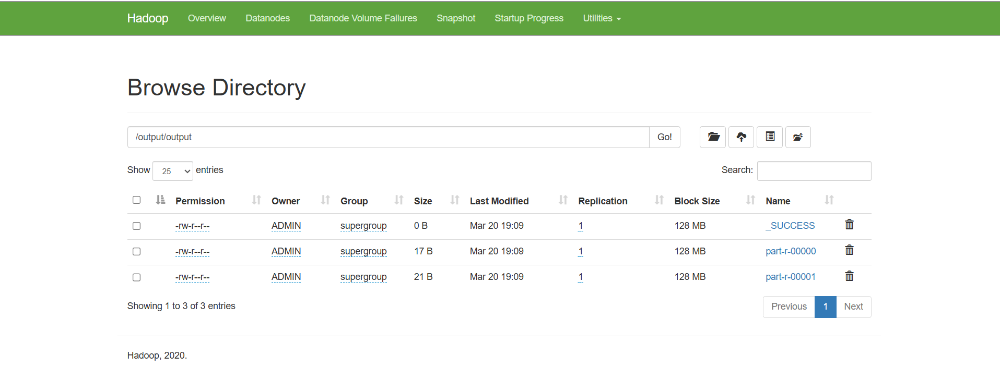 Hadoop Overview Datanodes Datanode Volume Failures Snapshot Startup Progress Utilities
Browse Directory
/output/output Go!
Show 25 entries Search:
Permission Owner Group Size Last Modified Replication Block Size Name
-rw-r--r-- ADMIN supergroup 0 B Mar 20 19:09 1 128 MB _SUCCESS
-rw-r--r-- ADMIN supergroup 17 B Mar 20 19:09 1 128 MB part-r-00000
-rw-r--r-- ADMIN supergroup 21 B Mar 20 19:09 1 128 MB part-r-00001
Showing 1 to 3 of 3 entries Previous 1 Next
Hadoop, 2020.